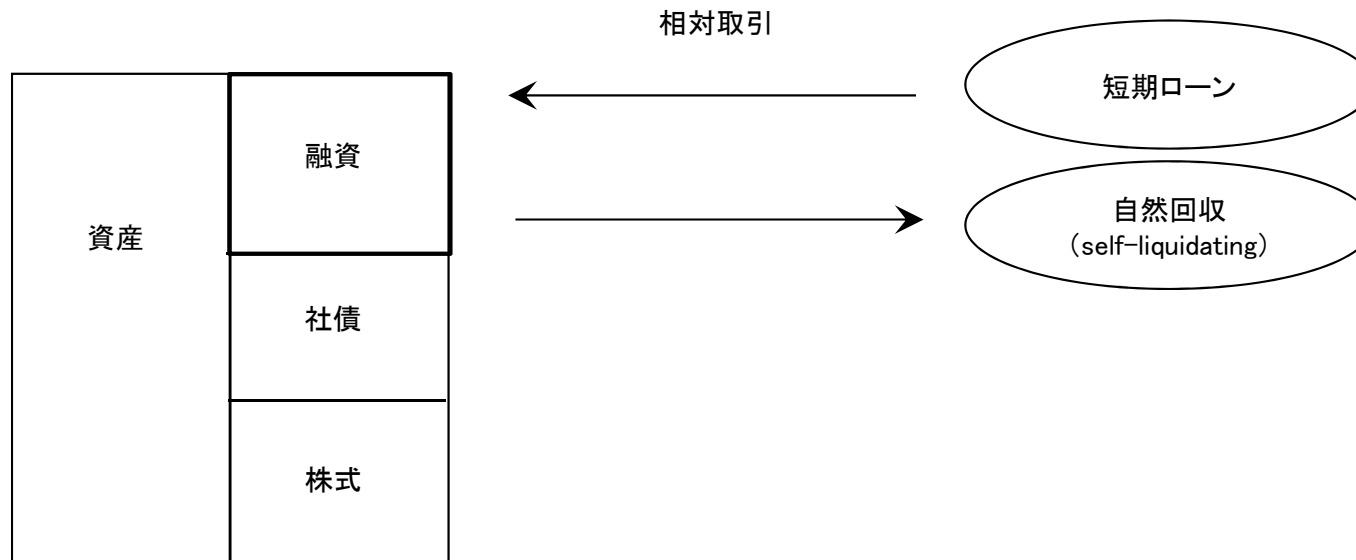 相対取引
短期ローン
融資
自然回収
（self-liquidating）
資産
社債
株式